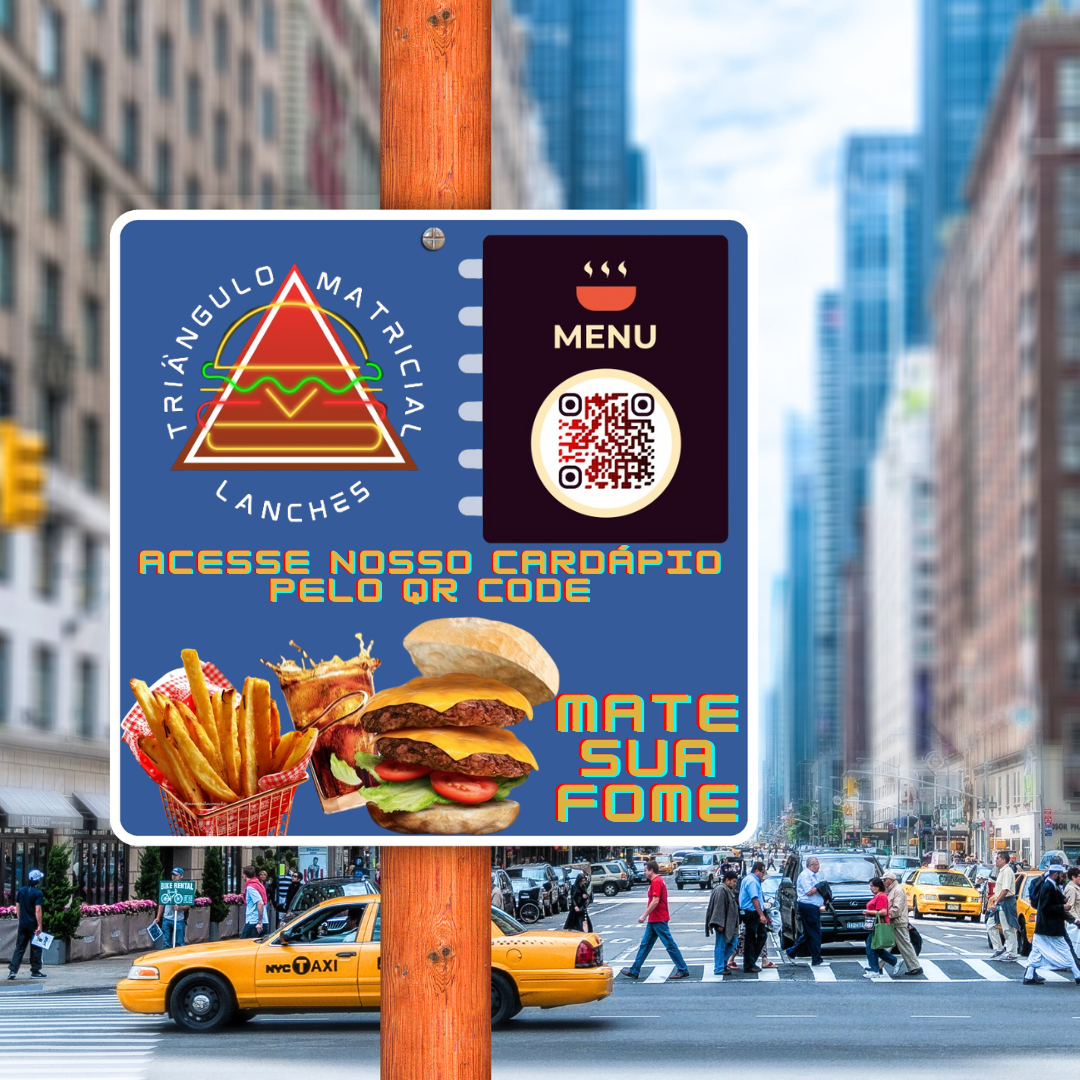 TRIÂNGULO MATRICIAL
LANCHES
MENU
ACESSE NOSSO CARDÁPIO
PELO QR CODE
MATE
SUA
FOME
BIKE RENTAL
NYC TAXI